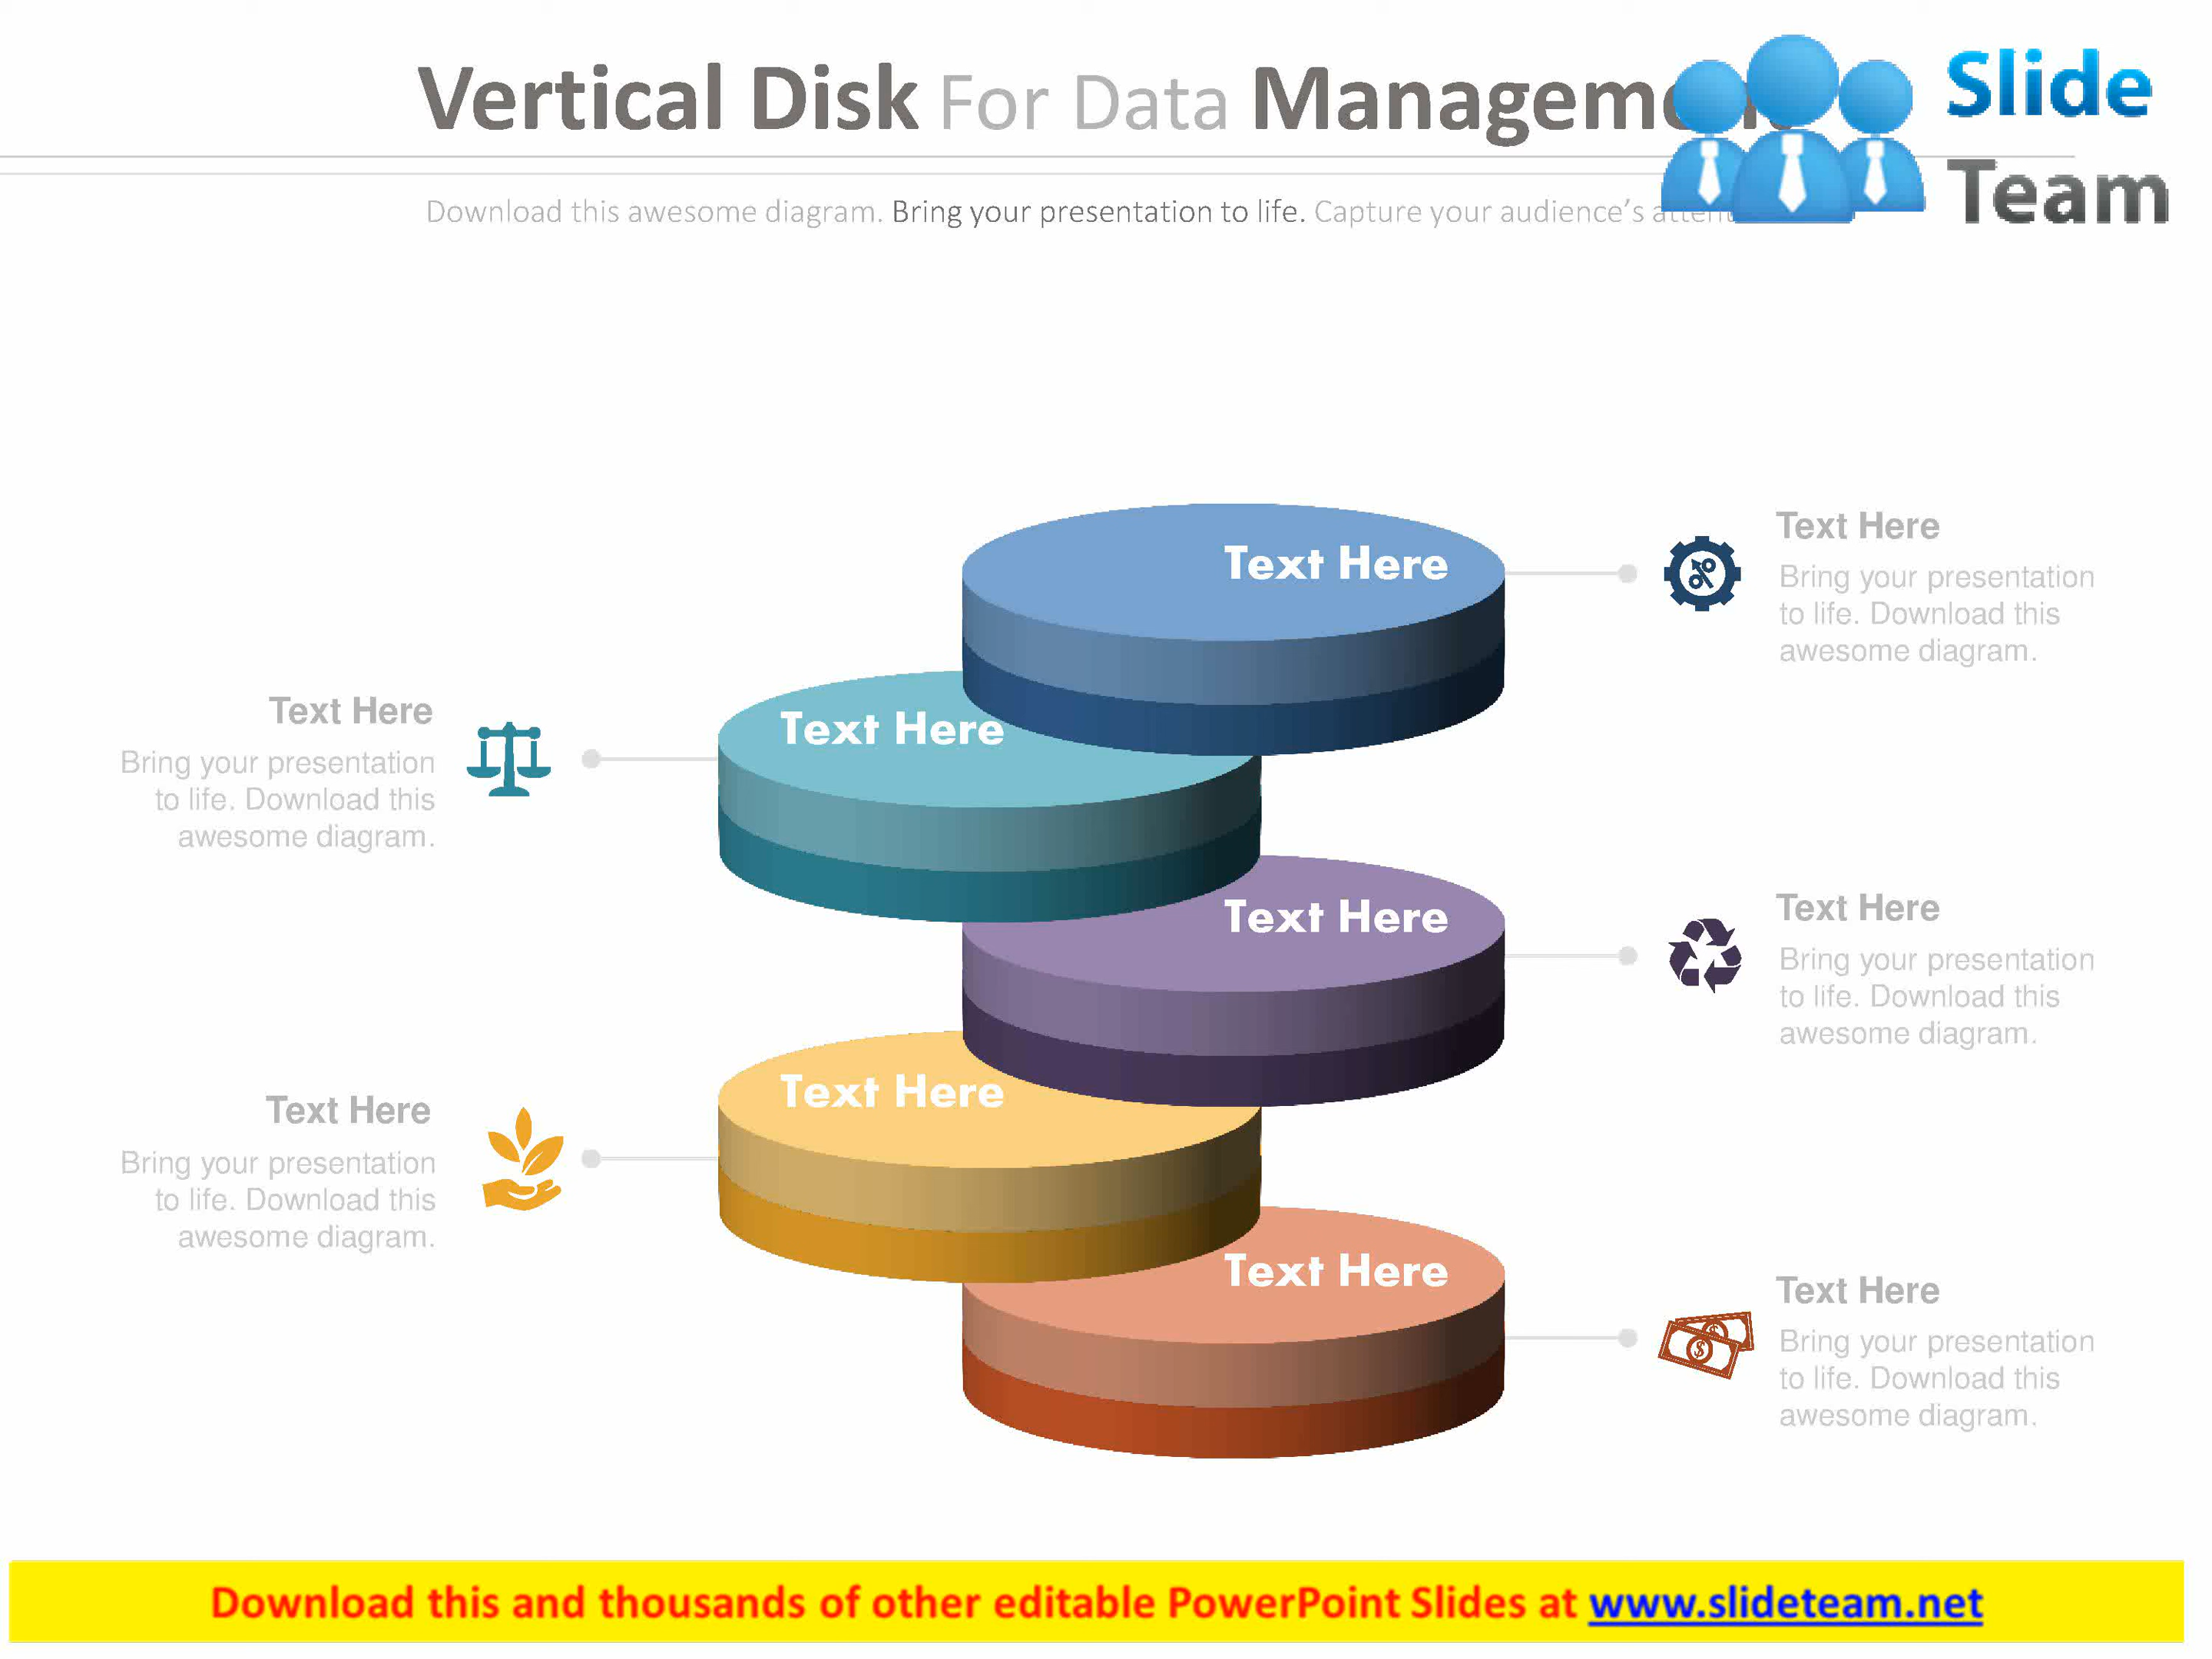 Vertical Disk For Data
Slide
Team
Download this awesome diagram. Bring your presentation to life. Capture your audience’s
Text Here
Text Here
Bring your presentation
to life. Download this
awesome diagram.
Text Here
Text Here
Bring your presentation
to life. Download this
awesome diagram.
Text Here
Text Here
Bring your presentation
to life. Download this
awesome diagram.
Text Here
Text Here
Bring your presentation
to life. Download this
awesome diagram.
Text Here
Text Here
Bring your presentation
to life. Download this
awesome diagram.
Download this and thousands of other editable PowerPoint Slides at www.slideteam.net